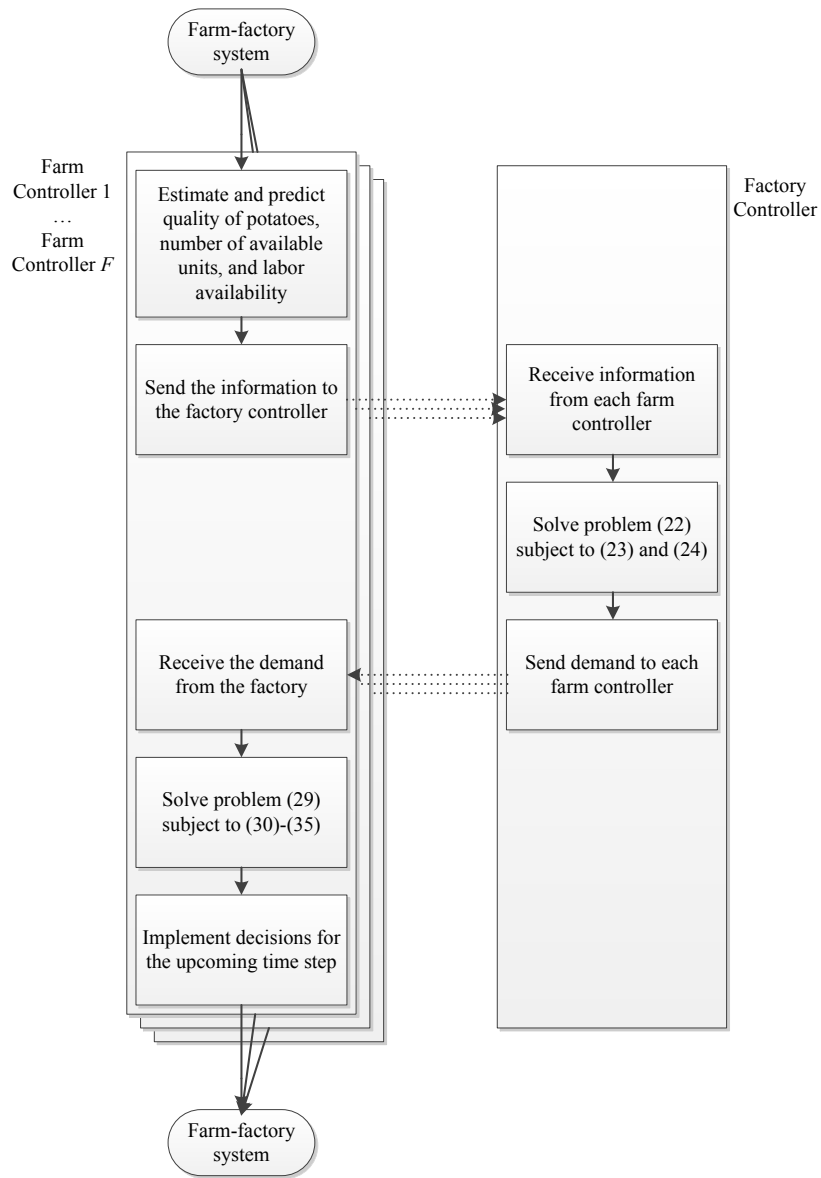 Farm-factory
system
Farm
Controller 1
…
Farm
Controller F
Factory
Controller
Estimate and predict
quality of potatoes,
number of available
units, and labor
availability
Send the information to
the factory controller
Receive information
from each farm
controller
Solve problem (22)
subject to (23) and (24)
Send demand to each
farm controller
Receive the demand
from the factory
Solve problem (29)
subject to (30)-(35)
Implement decisions for
the upcoming time step
Farm-factory
system